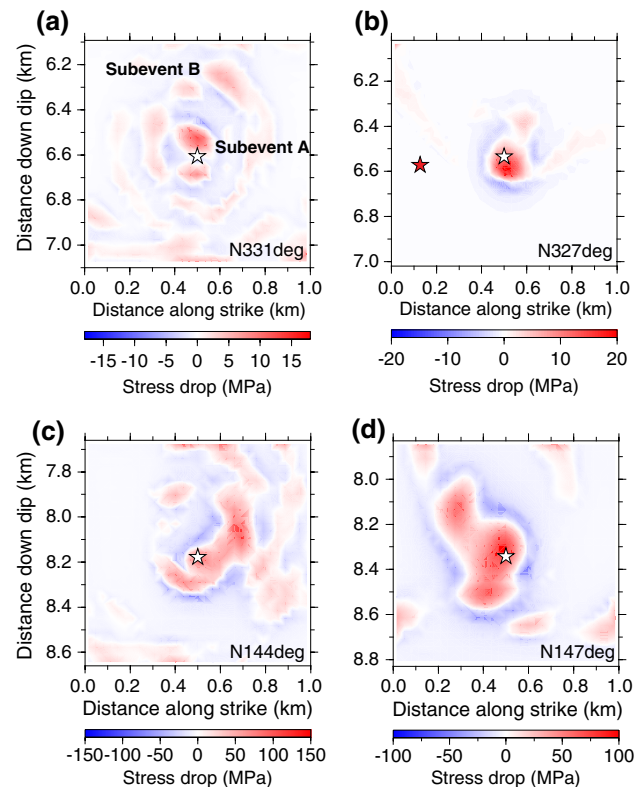 (a)
Distance down dip (km)
6.2
6.4
6.6
6.8
7.0
Subevent B
Subevent A
N331deg
0.0 0.2 0.4 0.6 0.8 1.0
Distance along strike (km)
-15 -10 -5 0 5 10 15
Stress drop (MPa)
(b)
6.2
6.4
6.6
6.8
7.0
N327deg
0.0 0.2 0.4 0.6 0.8 1.0
Distance along strike (km)
-20 -10 0 10 20
Stress drop (MPa)
(c)
Distance down dip (km)
7.8
8.0
8.2
8.4
8.6
N144deg
0.0 0.2 0.4 0.6 0.8 1.0
Distance along strike (km)
-150 -100 -50 0 50 100 150
Stress drop (MPa)
(d)
8.0
8.2
8.4
8.6
8.8
N147deg
0.0 0.2 0.4 0.6 0.8 1.0
Distance along strike (km)
-100 -50 0 50 100
Stress drop (MPa)